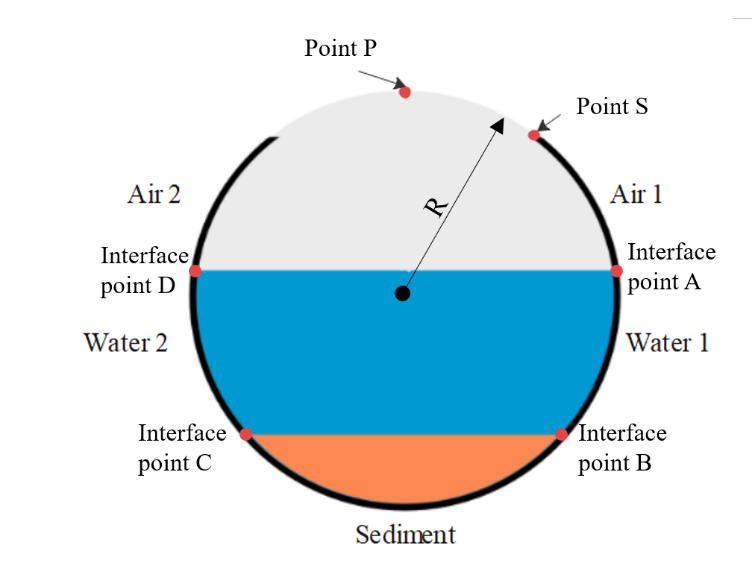 Point P
Point S
Air 2
Air 1
R
Interface
point D
Interface
point A
Water 2
Water 1
Interface
point C
Interface
point B
Sediment